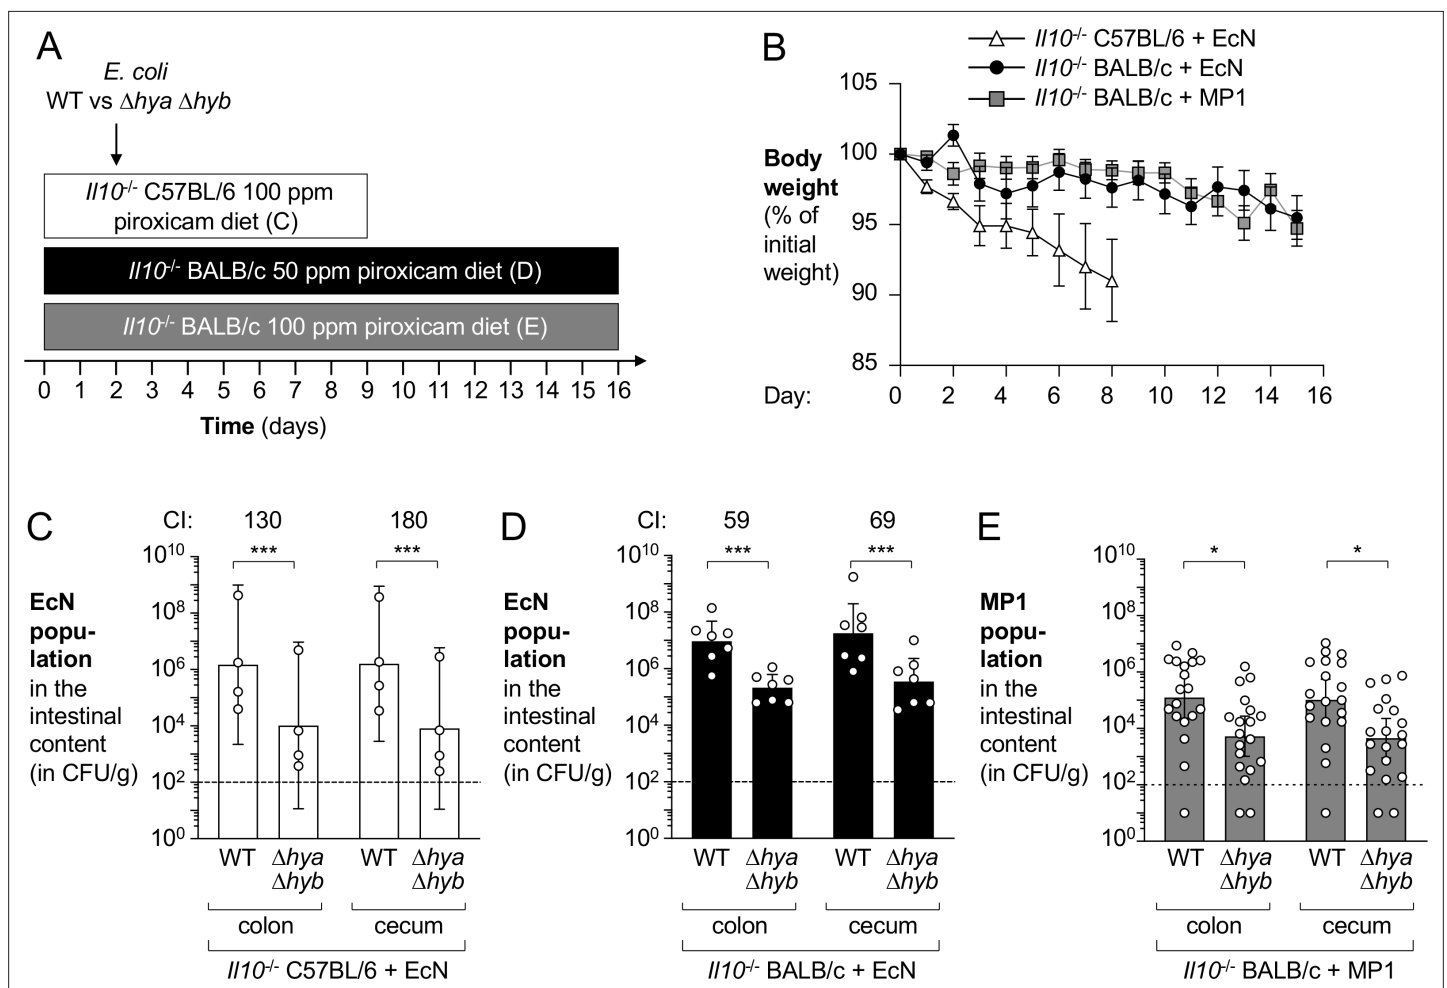 A
E. coli
WT vs Δhya Δhyb
Il10-/- C57BL/6 100 ppm
piroxicam diet (C)
Il10-/- BALB/c 50 ppm piroxicam diet (D)
Il10-/- BALB/c 100 ppm piroxicam diet (E)
0 1 2 3 4 5 6 7 8 9 10 11 12 13 14 15 16
Time (days)
B
Il10-/- C57BL/6 + EcN
Il10-/- BALB/c + EcN
Il10-/- BALB/c + MP1
Body
weight
(% of
initial
weight)
105
100
95
90
85
Day: 0 2 4 6 8 10 12 14 16
C
CI: 130 180
*** ***
EcN
popu-
lation
in the
intestinal
content
(in CFU/g)
10^10
10^8
10^6
10^4
10^2
10^0
WT Δhya WT Δhya
Δhyb Δhyb
colon cecum
Il10-/- C57BL/6 + EcN
D
CI: 59 69
*** ***
EcN
popu-
lation
in the
intestinal
content
(in CFU/g)
10^10
10^8
10^6
10^4
10^2
10^0
WT Δhya WT Δhya
Δhyb Δhyb
colon cecum
Il10-/- BALB/c + EcN
E
* *
MP1
popu-
lation
in the
intestinal
content
(in CFU/g)
10^10
10^8
10^6
10^4
10^2
10^0
WT Δhya WT Δhya
Δhyb Δhyb
colon cecum
Il10-/- BALB/c + MP1